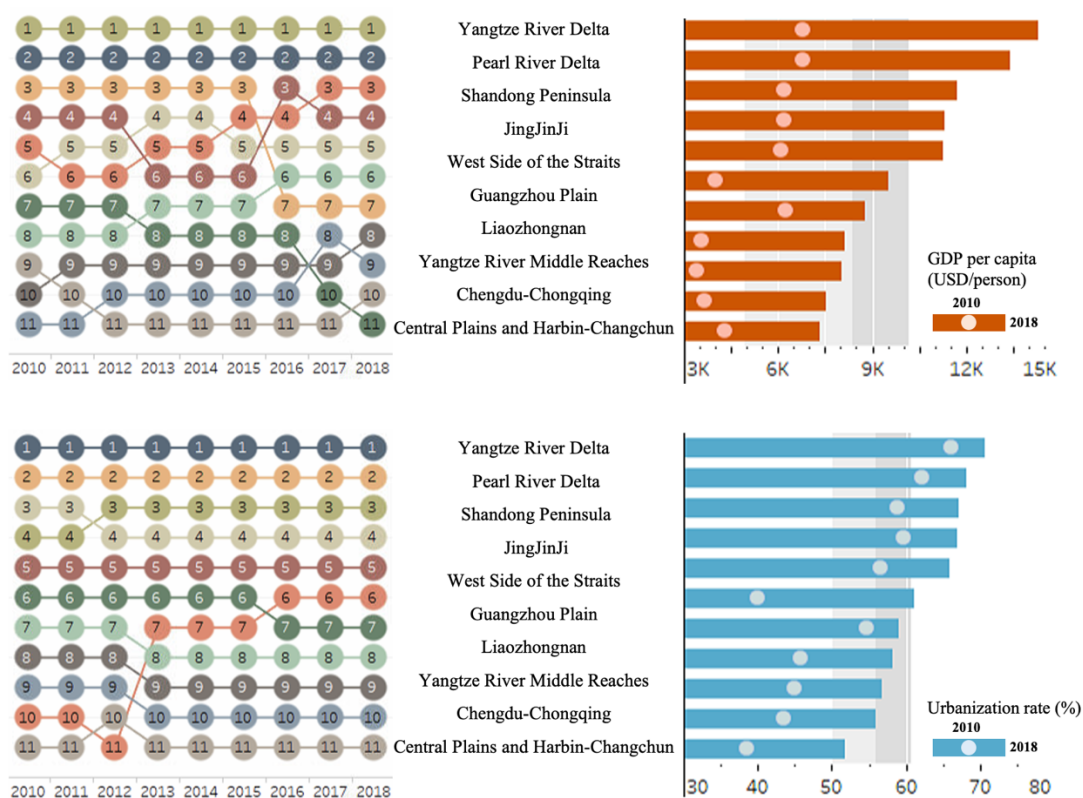 1 1 1 1 1 1 1 1 1
2 2 2 2 2 2 2 2 2
3 3 3 3 3 3 3 3 3
4 4 4 4 4 4 4 4 4
5 5 5 5 5 5 5 5 5
6 6 6 6 6 6 6 6 6
7 7 7 7 7 7 7 7 7
8 8 8 8 8 8 8 8 8
9 9 9 9 9 9 9 9 9
10 10 10 10 10 10 10 10 10
11 11 11 11 11 11 11 11 11
2010 2011 2012 2013 2014 2015 2016 2017 2018
Yangtze River Delta
Pearl River Delta
Shandong Peninsula
JingJinJi
West Side of the Straits
Guangzhou Plain
Liaozhongnan
Yangtze River Middle Reaches
Chengdu-Chongqing
Central Plains and Harbin-Changchun
GDP per capita
(USD/person)
2010
2018
3K 6K 9K 12K 15K
1 1 1 1 1 1 1 1 1
2 2 2 2 2 2 2 2 2
3 3 3 3 3 3 3 3 3
4 4 4 4 4 4 4 4 4
5 5 5 5 5 5 5 5 5
6 6 6 6 6 6 6 6 6
7 7 7 7 7 7 7 7 7
8 8 8 8 8 8 8 8 8
9 9 9 9 9 9 9 9 9
10 10 10 10 10 10 10 10 10
11 11 11 11 11 11 11 11 11
2010 2011 2012 2013 2014 2015 2016 2017 2018
Yangtze River Delta
Pearl River Delta
Shandong Peninsula
JingJinJi
West Side of the Straits
Guangzhou Plain
Liaozhongnan
Yangtze River Middle Reaches
Chengdu-Chongqing
Central Plains and Harbin-Changchun
Urbanization rate (%)
2010
2018
30 40 50 60 70 80